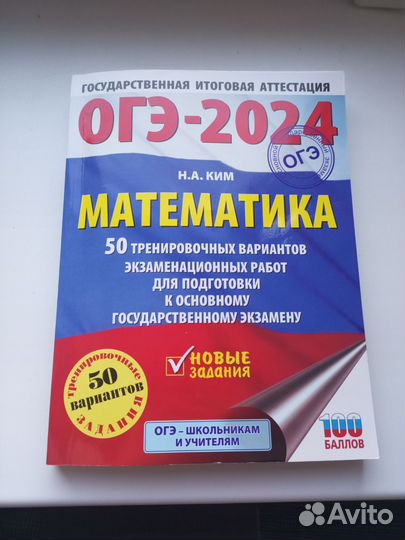 ГОСУДАРСТВЕННАЯ ИТОГОВАЯ АТТЕСТАЦИЯ
ОГЭ-2024
ОГЭ
Н.А. КИМ
МАТЕМАТИКА
50 ТРЕНИРОВОЧНЫХ ВАРИАНТОВ
ЭКЗАМЕНАЦИОННЫХ РАБОТ
ДЛЯ ПОДГОТОВКИ
К ОСНОВНОМУ
ГОСУДАРСТВЕННОМУ ЭКЗАМЕНУ
НОВЫЕ
ЗАДАНИЯ
тренировочные
50
вариантов
ЗАДАНИЯ
ОГЭ – ШКОЛЬНИКАМ
И УЧИТЕЛЯМ
100
БАЛЛОВ
Avito